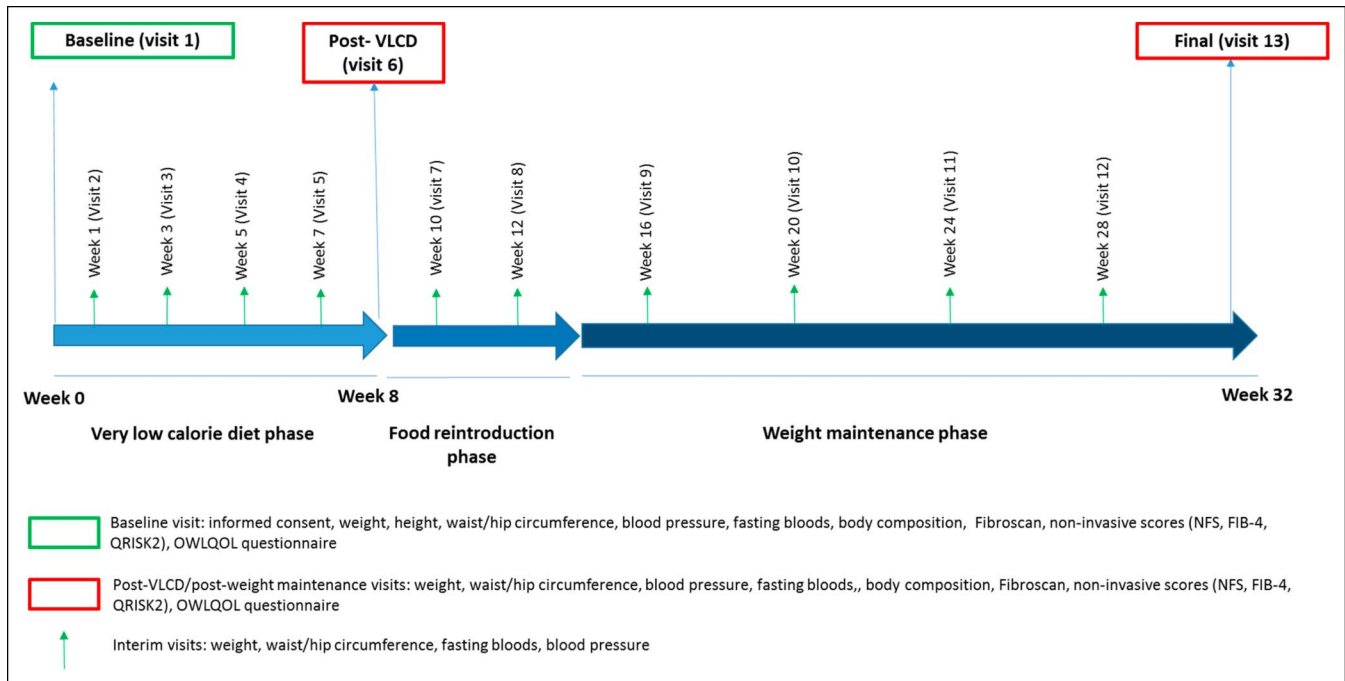 Baseline (visit 1)
Post- VLCD
(visit 6)
Final (visit 13)
Week 1 (Visit 2)
Week 3 (Visit 3)
Week 5 (Visit 4)
Week 7 (Visit 5)
Week 10 (visit 7)
Week 12 (Visit 8)
Week 16 (Visit 9)
Week 20 (Visit 10)
Week 24 (Visit 11)
Week 28 (visit 12)
Week 0
Week 8
Week 32
Very low calorie diet phase
Food reintroduction
phase
Weight maintenance phase
Baseline visit: informed consent, weight, height, waist/hip circumference, blood pressure, fasting bloods, body composition, Fibroscan, non-invasive scores (NFS, FIB-4,
QRISK2), OWLQOL questionnaire
Post-VLCD/post-weight maintenance visits: weight, waist/hip circumference, blood pressure, fasting bloods,, body composition, Fibroscan, non-invasive scores (NFS, FIB-4,
QRISK2), OWLQOL questionnaire
Interim visits: weight, waist/hip circumference, fasting bloods, blood pressure